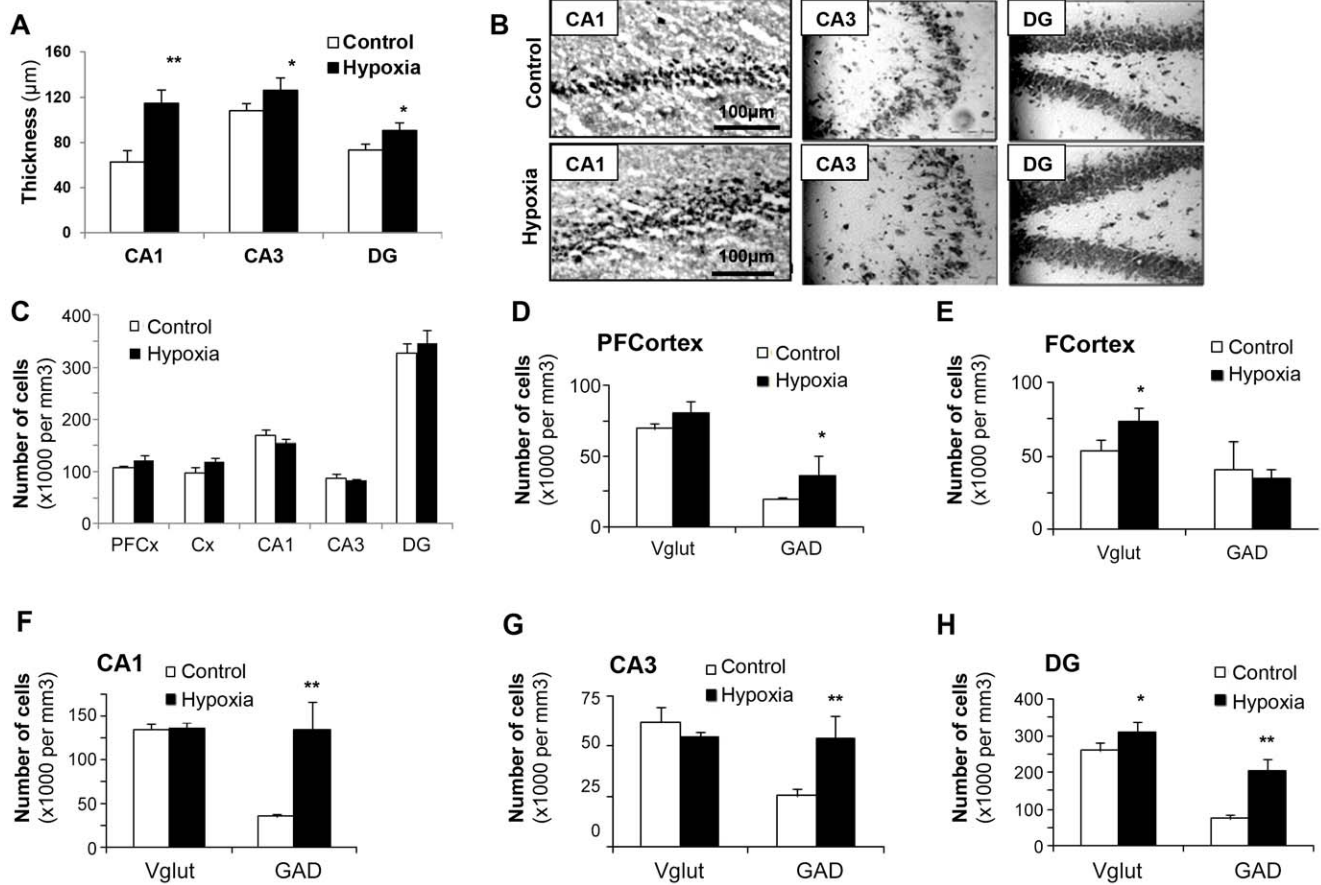 A
Thickness (µm)
160
120
80
40
0
Control
Hypoxia
**
*
*
CA1
CA3
DG
B
Control
CA1
100µm
CA3
DG
Hypoxia
CA1
100µm
CA3
DG
C
Number of cells
(x1000 per mm3)
400
300
200
100
0
Control
Hypoxia
PFCx
Cx
CA1
CA3
DG
D
PFCortex
Control
Hypoxia
Number of cells
(x1000 per mm3)
100
50
0
*
Vglut
GAD
E
FCortex
Control
Hypoxia
Number of cells
(x1000 per mm3)
100
50
0
*
Vglut
GAD
F
CA1
Control
Hypoxia
Number of cells
(x1000 per mm3)
150
100
50
0
**
Vglut
GAD
G
CA3
Control
Hypoxia
Number of cells
(x1000 per mm3)
75
50
25
0
**
Vglut
GAD
H
DG
Control
Hypoxia
Number of cells
(x1000 per mm3)
400
300
200
100
0
*
**
Vglut
GAD